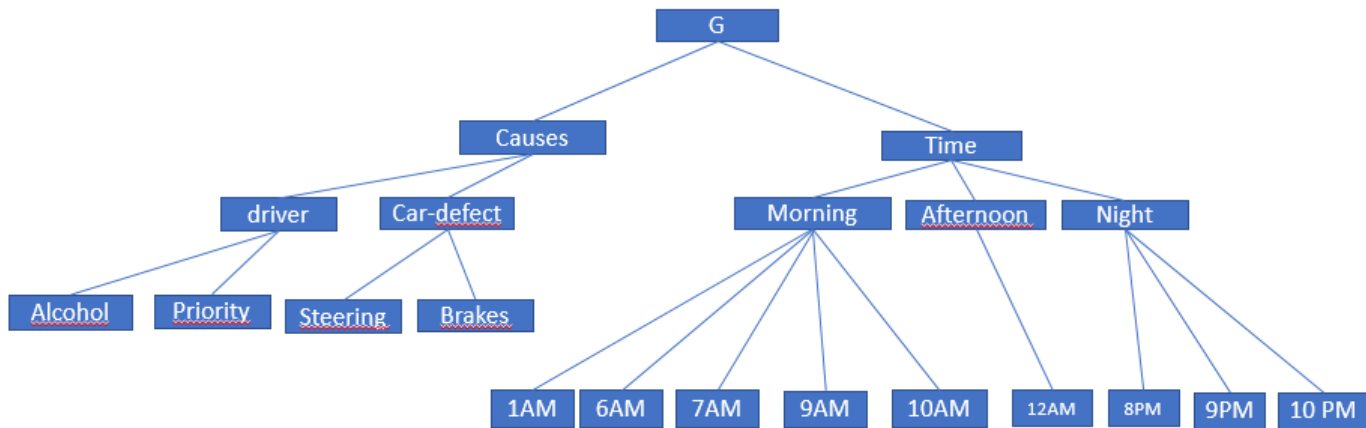 G
Causes
Time
driver
Car-defect
Morning
Afternoon
Night
Alcohol
Priority
Steering
Brakes
1AM
6AM
7AM
9AM
10AM
12AM
8PM
9PM
10 PM